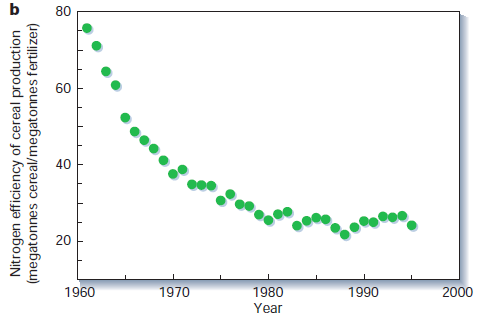 b
Nitrogen efficiency of cereal production
(megatonnes cereal/megatonnes fertilizer)
80
60
40
20
1960 1970 1980 1990 2000
Year